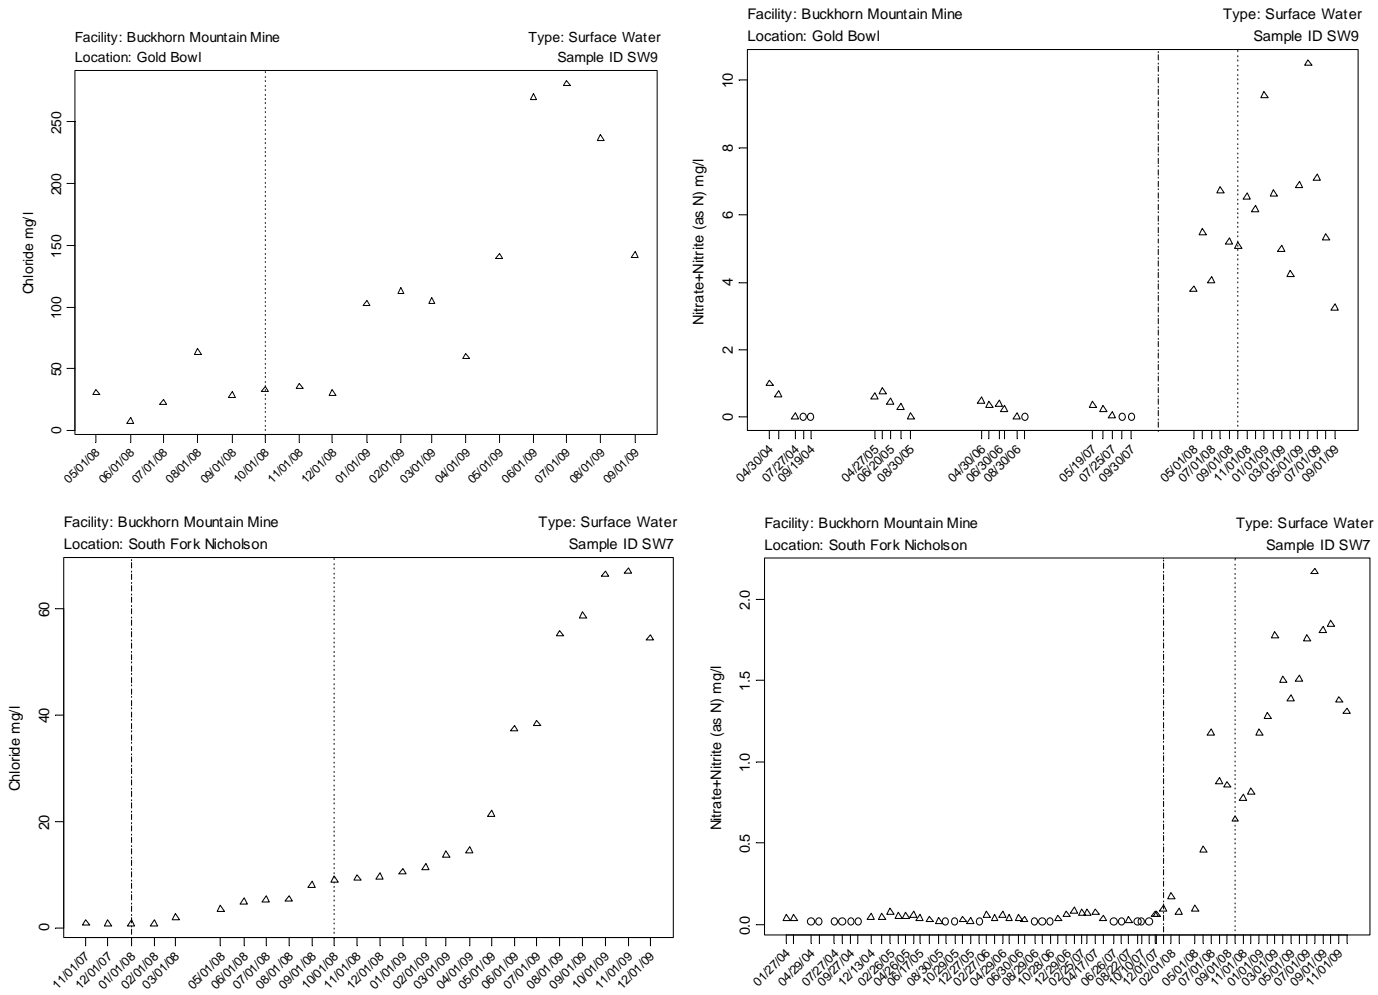 Facility: Buckhorn Mountain Mine Type: Surface Water
Location: Gold Bowl Sample ID SW9
Chloride mg/l
0 50 100 150 200 250
05/01/08 06/01/08 07/01/08 08/01/08 09/01/08 10/01/08 11/01/08 12/01/08 01/01/09 02/01/09 03/01/09 04/01/09 05/01/09 06/01/09 07/01/09 08/01/09 09/01/09
Facility: Buckhorn Mountain Mine Type: Surface Water
Location: Gold Bowl Sample ID SW9
Nitrate+Nitrite (as N) mg/l
0 2 4 6 8 10
04/30/04 07/27/04 09/19/04 04/27/05 06/20/05 08/30/05 04/30/06 06/30/06 08/30/06 05/19/07 07/25/07 09/30/07 05/01/08 07/01/08 09/01/08 11/01/08 01/01/09 03/01/09 05/01/09 07/01/09 09/01/09
Facility: Buckhorn Mountain Mine Type: Surface Water
Location: South Fork Nicholson Sample ID SW7
Chloride mg/l
0 20 40 60
11/01/07 12/01/07 01/01/08 02/01/08 03/01/08 05/01/08 06/01/08 07/01/08 08/01/08 09/01/08 10/01/08 11/01/08 12/01/08 01/01/09 02/01/09 03/01/09 04/01/09 05/01/09 06/01/09 07/01/09 08/01/09 09/01/09 10/01/09 11/01/09 12/01/09
Facility: Buckhorn Mountain Mine Type: Surface Water
Location: South Fork Nicholson Sample ID SW7
Nitrate+Nitrite (as N) mg/l
0.0 0.5 1.0 1.5 2.0
01/27/04 04/29/04 07/27/04 09/27/04 12/13/04 02/26/05 04/26/05 06/17/05 08/30/05 10/29/05 12/27/05 02/27/06 04/29/06 06/30/06 08/29/06 10/28/06 12/29/06 02/25/07 04/17/07 06/26/07 12/01/07 02/01/08 05/01/08 07/01/08 09/01/08 11/01/08 01/01/09 03/01/09 05/01/09 07/01/09 09/01/09 11/01/09